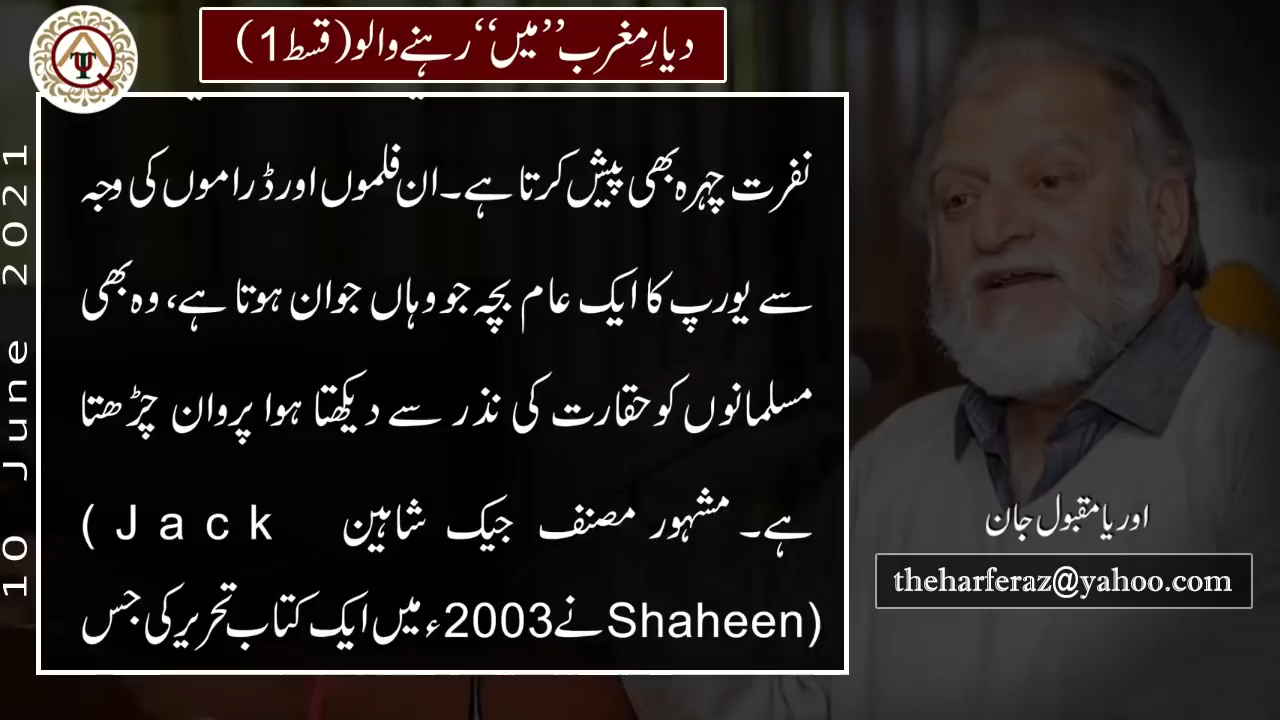 دیارِ مغرب ’’میں‘‘ رہنے والو (قسط 1)
نفرت چہرہ بھی پیش کرتا ہے۔ ان فلموں اور ڈراموں کی وجہ
سے یورپ کا ایک عام بچہ جو وہاں جوان ہوتا ہے، وہ بھی
مسلمانوں کو حقارت کی نذر سے دیکھتا ہوا پروان چڑھتا
ہے۔ مشہور مصنف جیک شاہین (Jack
Shaheen) نے 2003ء میں ایک کتاب تحریر کی جس
10 June 2021
اوریا مقبول جان
theharferaz@yahoo.com